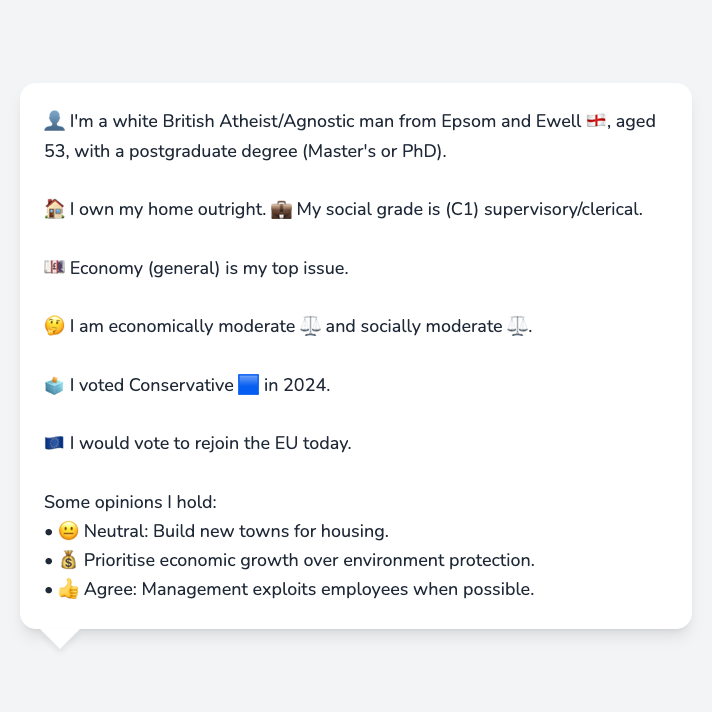 👤 I'm a white British Atheist/Agnostic man from Epsom and Ewell 🏴󠁧󠁢󠁥󠁮󠁧󠁿, aged
53, with a postgraduate degree (Master's or PhD).
🏠 I own my home outright. 💼 My social grade is (C1) supervisory/clerical.
💷 Economy (general) is my top issue.
🤔 I am economically moderate ⚖️ and socially moderate ⚖️.
🗳️ I voted Conservative 🟦 in 2024.
🇪🇺 I would vote to rejoin the EU today.
Some opinions I hold:
• 😐 Neutral: Build new towns for housing.
• 💰 Prioritise economic growth over environment protection.
• 👍 Agree: Management exploits employees when possible.